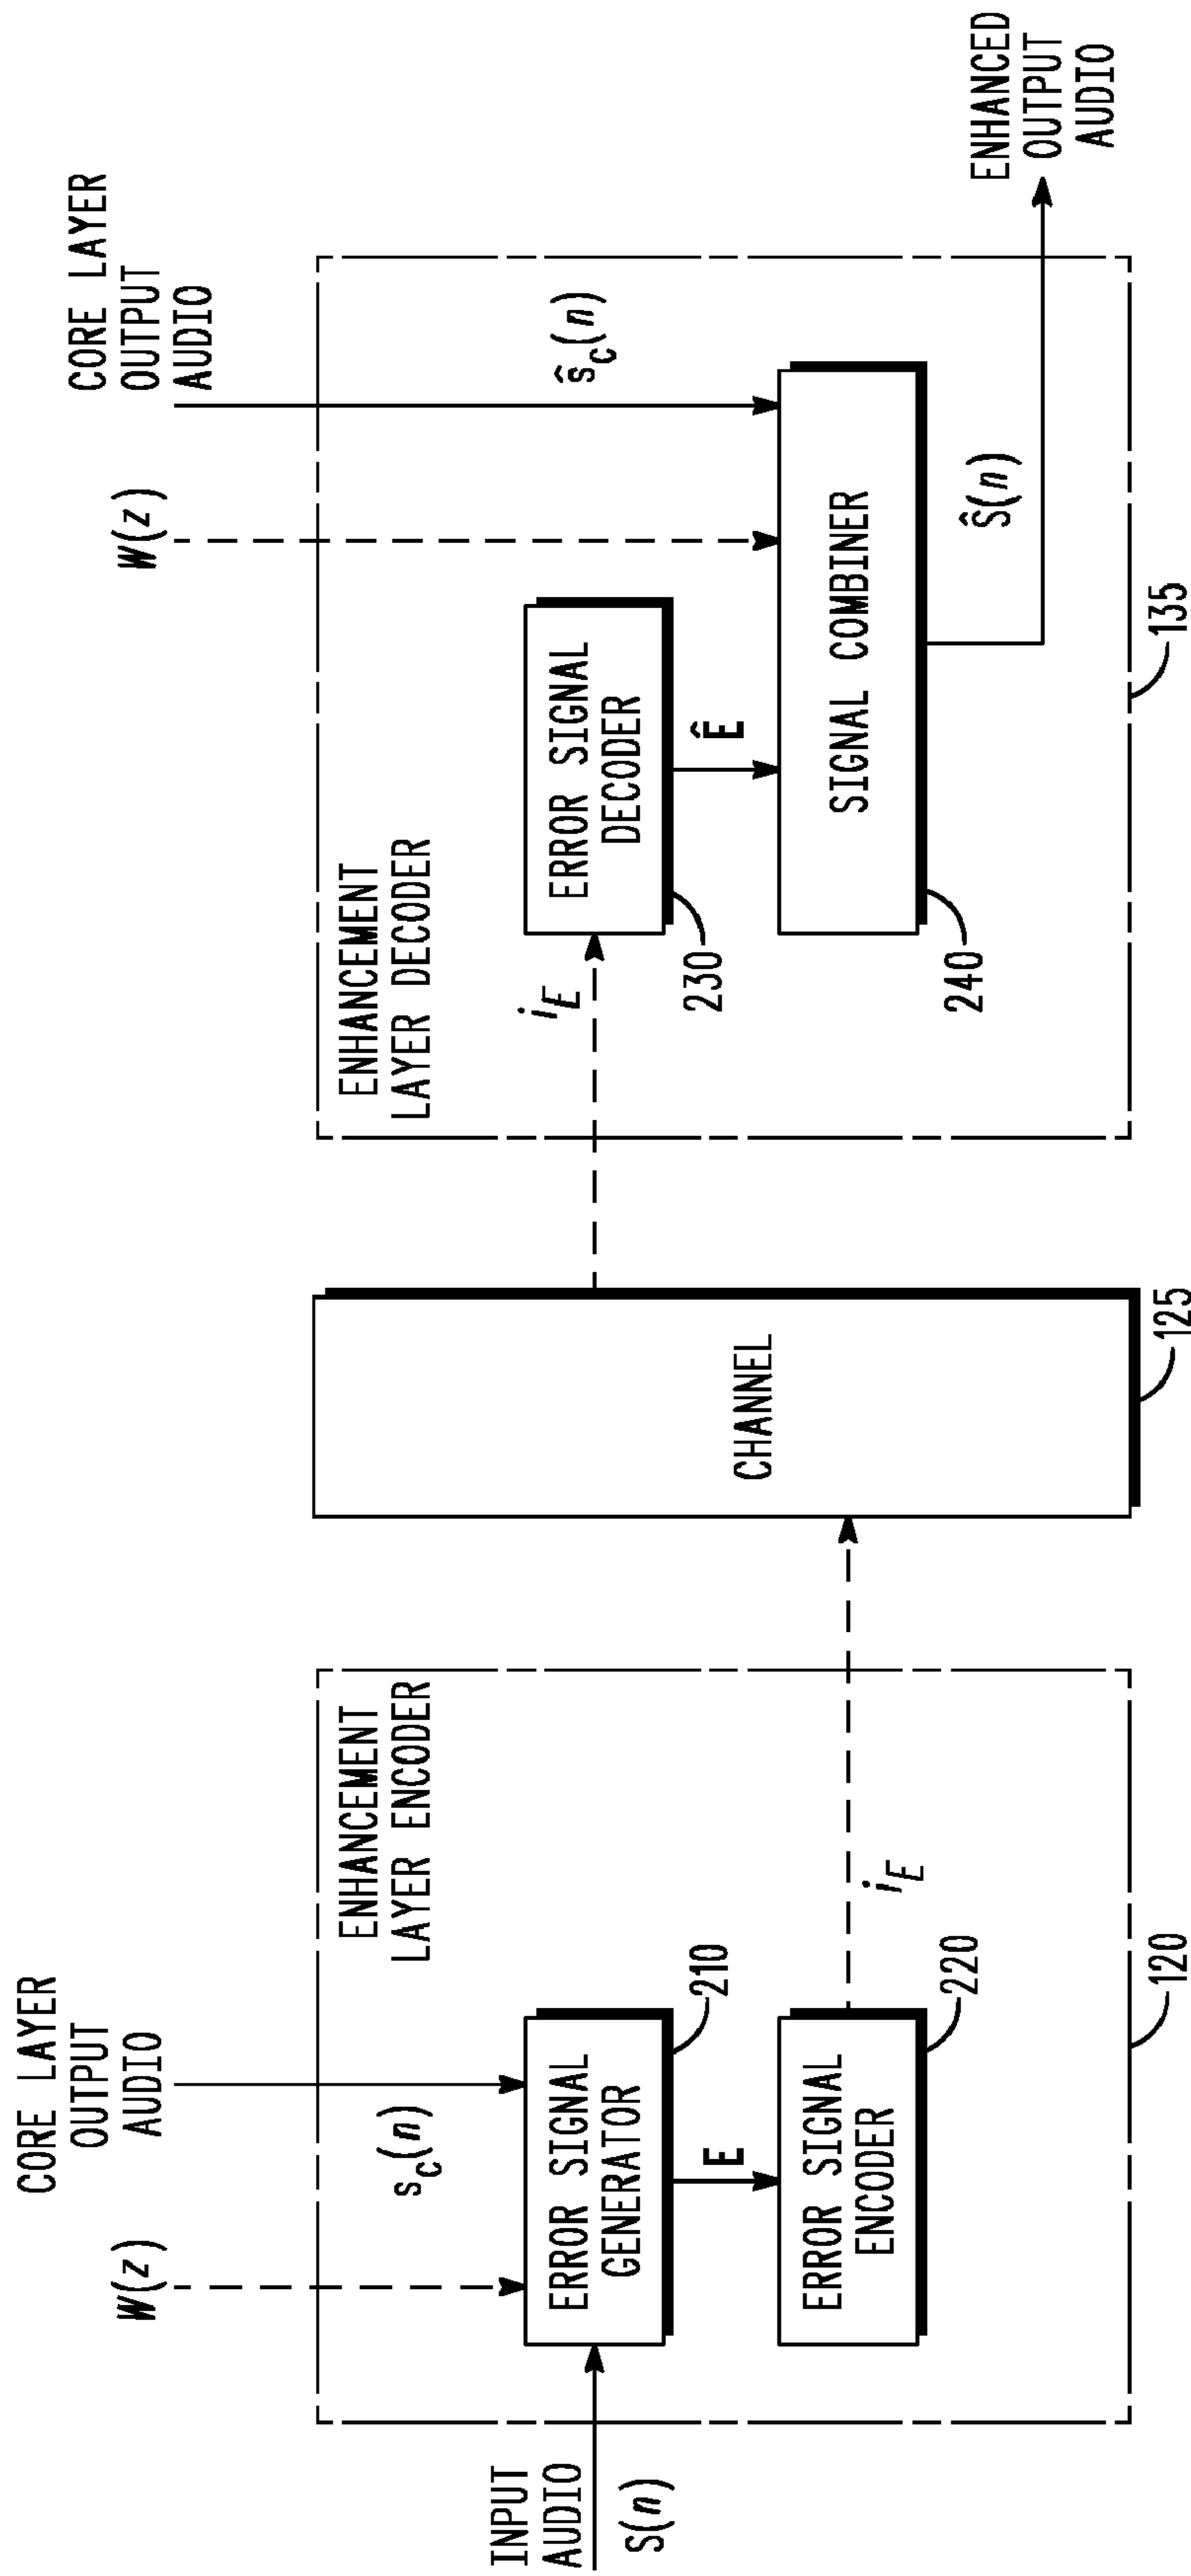 CORE LAYER
OUTPUT
AUDIO
W(z)
s_c(n)
ENHANCEMENT
LAYER ENCODER
INPUT
AUDIO
S(n)
ERROR SIGNAL
GENERATOR
210
E
ERROR SIGNAL
ENCODER
220
i_E
120
CHANNEL
125
CORE LAYER
OUTPUT
AUDIO
W(z)
ŝ_c(n)
ENHANCEMENT
LAYER DECODER
i_E
ERROR SIGNAL
DECODER
230
Ê
SIGNAL COMBINER
240
Ŝ(n)
135
ENHANCED
OUTPUT
AUDIO